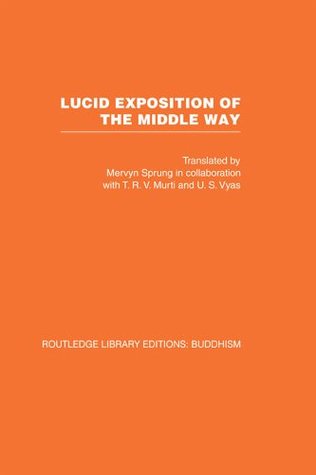 LUCID EXPOSITION OF
THE MIDDLE WAY
Translated by
Mervyn Sprung in collaboration
with T. R. V. Murti and U. S. Vyas
ROUTLEDGE LIBRARY EDITIONS: BUDDHISM